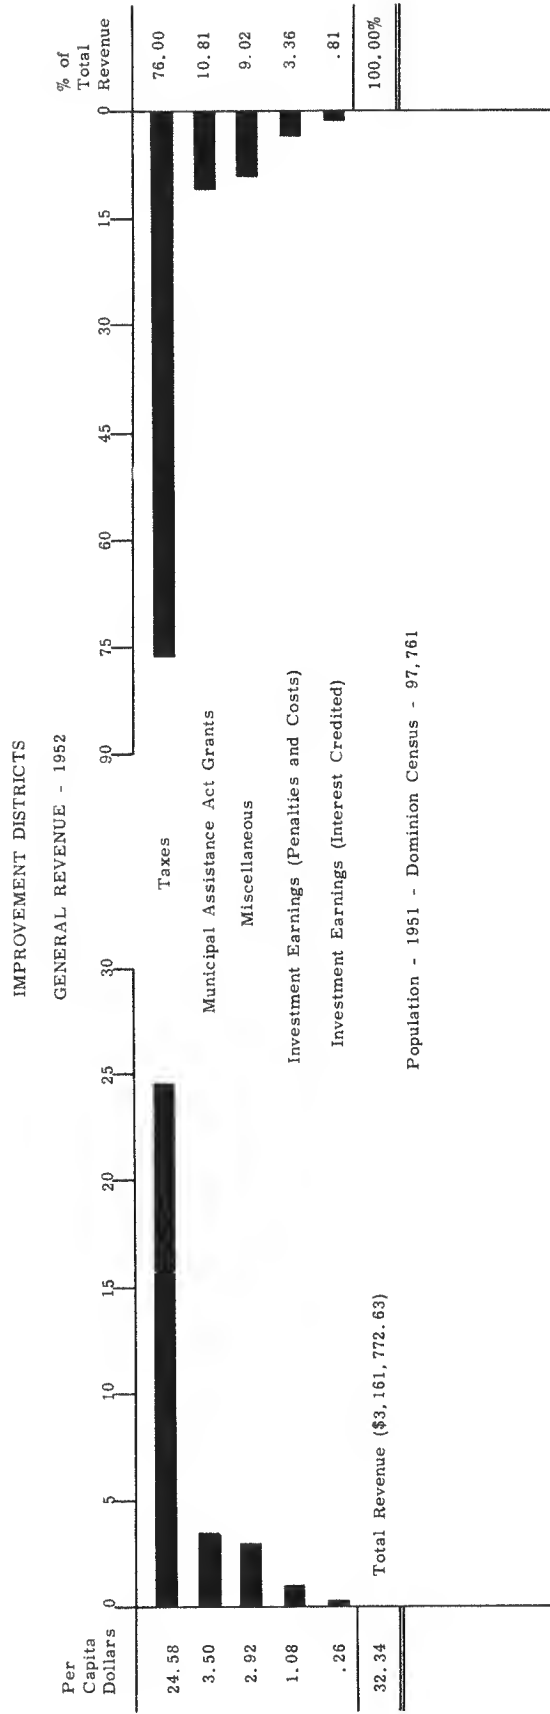 IMPROVEMENT DISTRICTS
GENERAL REVENUE - 1952
Per
Capita
Dollars
0 5 10 15 20 25 30
90 75 60 45 30 15 0
% of
Total
Revenue
24.58 Taxes 76.00
3.50 Municipal Assistance Act Grants 10.81
2.92 Miscellaneous 9.02
1.08 Investment Earnings (Penalties and Costs) 3.36
.26 Investment Earnings (Interest Credited) .81
32.34 Total Revenue ($3,161,772.63) 100.00%
Population - 1951 - Dominion Census - 97,761